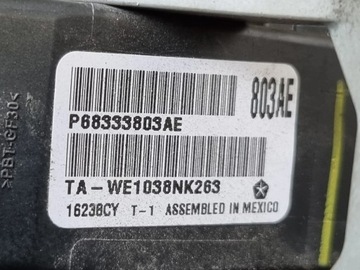 803AE
P68333803AE
TA-WE1038NK263
16238CY T-1 ASSEMBLED IN MEXICO
>PBT-GF30<